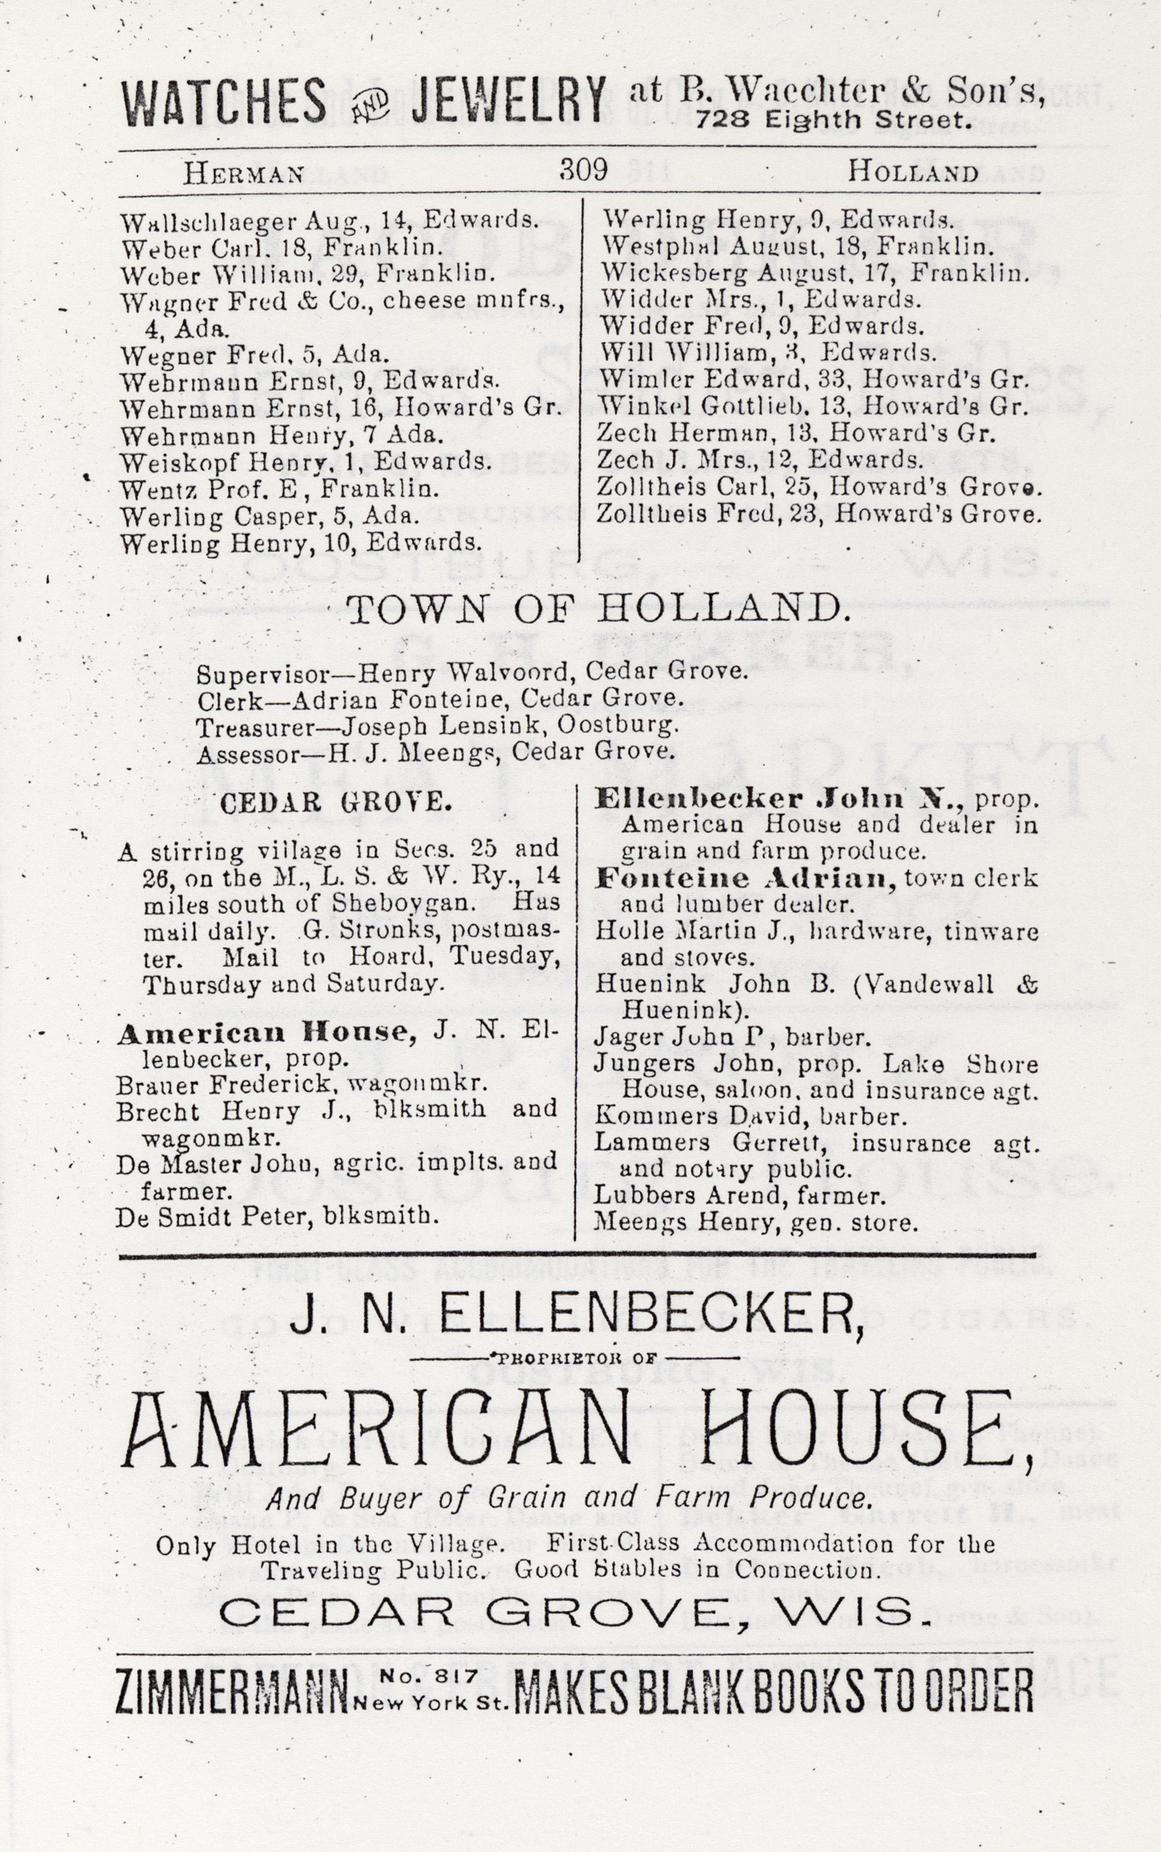 WATCHES AND JEWELRY at B. Waechter & Son's,
728 Eighth Street.
HERMAN 309 HOLLAND
Wallschlaeger Aug., 14, Edwards.
Weber Carl. 18, Franklin.
Weber William, 29, Franklin.
Wagner Fred & Co., cheese mnfrs.,
4, Ada.
Wegner Fred, 5, Ada.
Wehrmann Ernst, 9, Edwards.
Wehrmann Ernst, 16, Howard's Gr.
Wehrmann Henry, 7 Ada.
Weiskopf Henry, 1, Edwards.
Wentz Prof. E, Franklin.
Werling Casper, 5, Ada.
Werling Henry, 10, Edwards.
Werling Henry, 9, Edwards.
Westphal August, 18, Franklin.
Wickesberg August, 17, Franklin.
Widder Mrs., 1, Edwards.
Widder Fred, 9, Edwards.
Will William, 3, Edwards.
Wimler Edward, 33, Howard's Gr.
Winkel Gottlieb. 13, Howard's Gr.
Zech Herman, 13, Howard's Gr.
Zech J. Mrs., 12, Edwards.
Zolltheis Carl, 25, Howard's Grove.
Zolltheis Fred, 23, Howard's Grove.
TOWN OF HOLLAND.
Supervisor—Henry Walvoord, Cedar Grove.
Clerk—Adrian Fonteine, Cedar Grove.
Treasurer—Joseph Lensink, Oostburg.
Assessor—H. J. Meengs, Cedar Grove.
CEDAR GROVE.
A stirring village in Secs. 25 and
26, on the M., L. S. & W. Ry., 14
miles south of Sheboygan. Has
mail daily. G. Stronks, postmas-
ter. Mail to Hoard, Tuesday,
Thursday and Saturday.
American House, J. N. El-
lenbecker, prop.
Brauer Frederick, wagonmkr.
Brecht Henry J., blksmith and
wagonmkr.
De Master John, agric. implts. and
farmer.
De Smidt Peter, blksmith.
Ellenbecker John N., prop.
American House and dealer in
grain and farm produce.
Fonteine Adrian, town clerk
and lumber dealer.
Holle Martin J., hardware, tinware
and stoves.
Huenink John B. (Vandewall &
Huenink).
Jager John P, barber.
Jungers John, prop. Lake Shore
House, saloon, and insurance agt.
Kommers David, barber.
Lammers Gerrett, insurance agt.
and notary public.
Lubbers Arend, farmer.
Meengs Henry, gen. store.
J. N. ELLENBECKER,
PROPRIETOR OF
AMERICAN HOUSE,
And Buyer of Grain and Farm Produce.
Only Hotel in the Village. First-Class Accommodation for the
Traveling Public. Good Stables in Connection.
CEDAR GROVE, WIS.
ZIMMERMANN No. 817 New York St. MAKES BLANK BOOKS TO ORDER